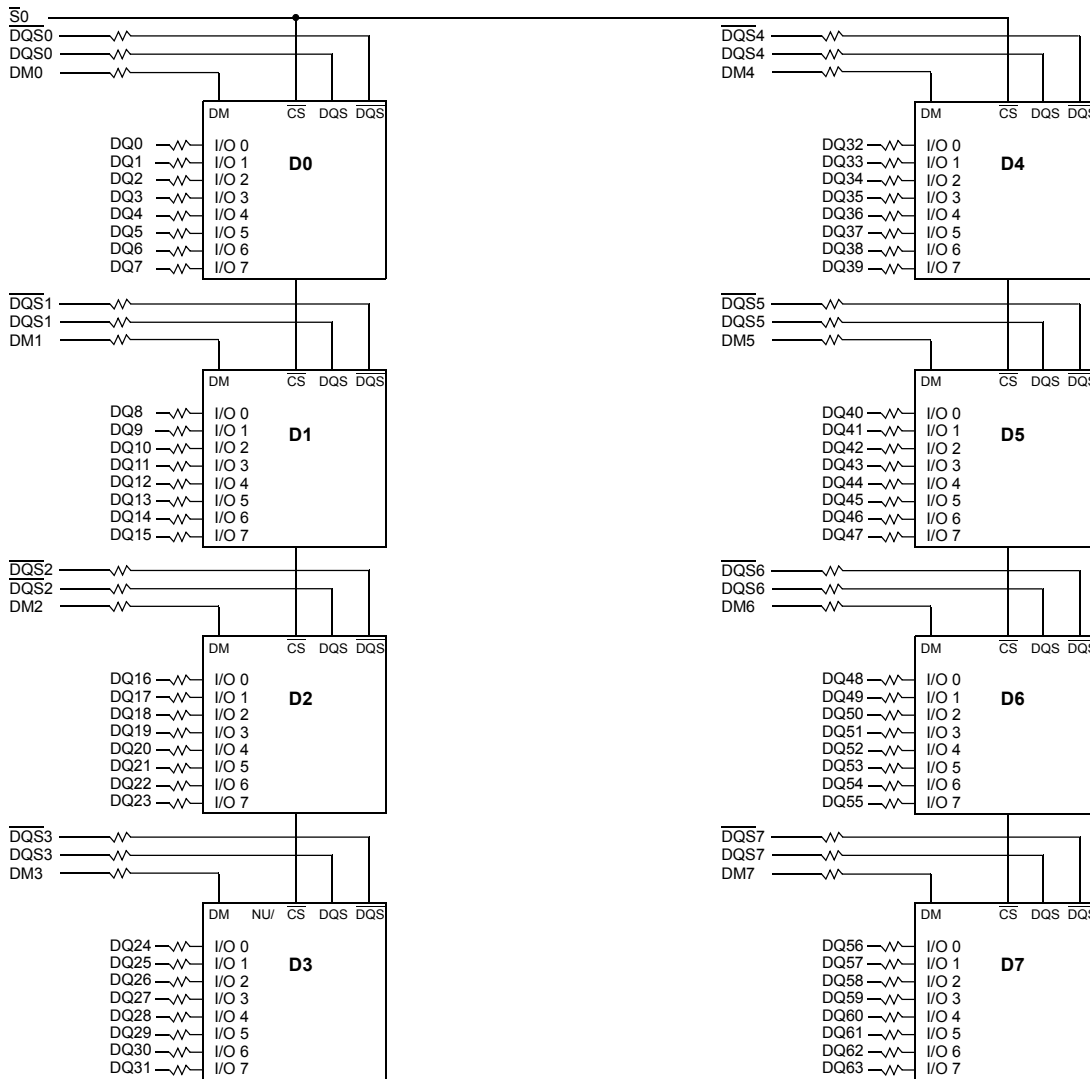 S0
DQS0
DQS0
DM0
DM CS DQS DQS
DQ0 I/O 0
DQ1 I/O 1 D0
DQ2 I/O 2
DQ3 I/O 3
DQ4 I/O 4
DQ5 I/O 5
DQ6 I/O 6
DQ7 I/O 7
DQS1
DQS1
DM1
DM CS DQS DQS
DQ8 I/O 0
DQ9 I/O 1 D1
DQ10 I/O 2
DQ11 I/O 3
DQ12 I/O 4
DQ13 I/O 5
DQ14 I/O 6
DQ15 I/O 7
DQS2
DQS2
DM2
DM CS DQS DQS
DQ16 I/O 0
DQ17 I/O 1 D2
DQ18 I/O 2
DQ19 I/O 3
DQ20 I/O 4
DQ21 I/O 5
DQ22 I/O 6
DQ23 I/O 7
DQS3
DQS3
DM3
DM NU/ CS DQS DQS
DQ24 I/O 0
DQ25 I/O 1 D3
DQ26 I/O 2
DQ27 I/O 3
DQ28 I/O 4
DQ29 I/O 5
DQ30 I/O 6
DQ31 I/O 7
DQS4
DQS4
DM4
DM CS DQS DQS
DQ32 I/O 0
DQ33 I/O 1 D4
DQ34 I/O 2
DQ35 I/O 3
DQ36 I/O 4
DQ37 I/O 5
DQ38 I/O 6
DQ39 I/O 7
DQS5
DQS5
DM5
DM CS DQS DQS
DQ40 I/O 0
DQ41 I/O 1 D5
DQ42 I/O 2
DQ43 I/O 3
DQ44 I/O 4
DQ45 I/O 5
DQ46 I/O 6
DQ47 I/O 7
DQS6
DQS6
DM6
DM CS DQS DQS
DQ48 I/O 0
DQ49 I/O 1 D6
DQ50 I/O 2
DQ51 I/O 3
DQ52 I/O 4
DQ53 I/O 5
DQ54 I/O 6
DQ55 I/O 7
DQS7
DQS7
DM7
DM CS DQS DQS
DQ56 I/O 0
DQ57 I/O 1 D7
DQ58 I/O 2
DQ59 I/O 3
DQ60 I/O 4
DQ61 I/O 5
DQ62 I/O 6
DQ63 I/O 7